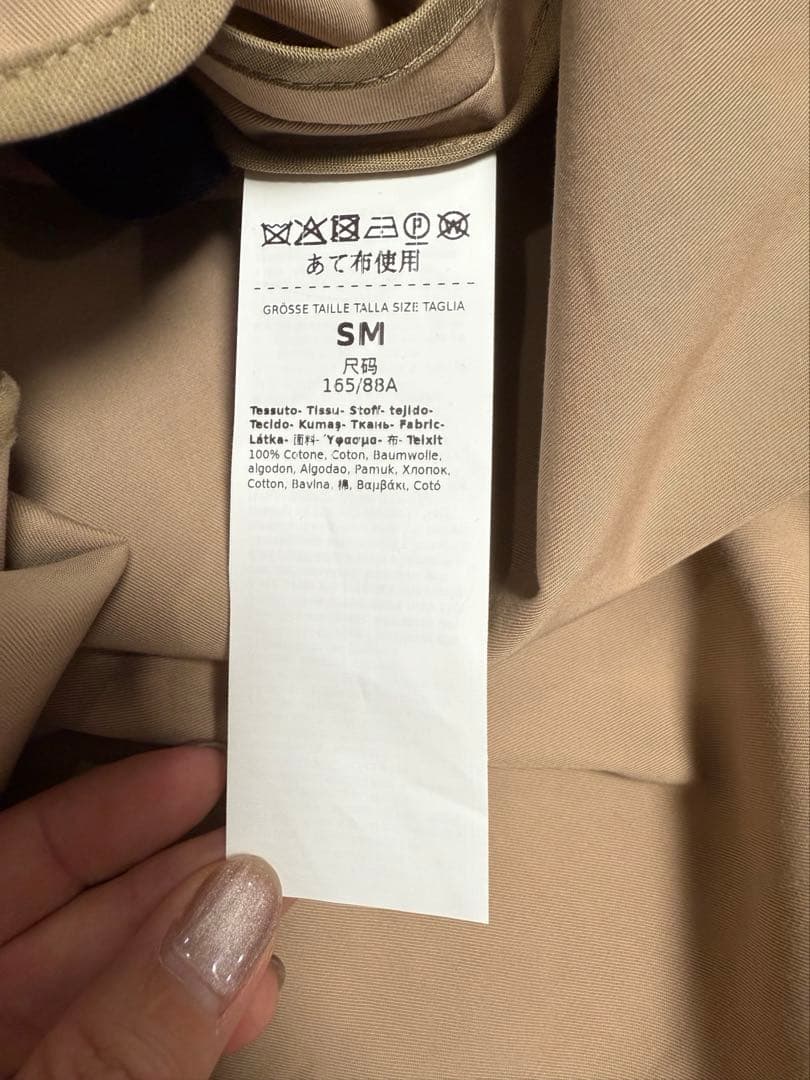 P W
あて布使用
GRÖSSE TAILLE TALLA SIZE TAGLIA
SM
尺码
165/88A
Tessuto- Tissu- Stoff- tejido-
Tecido- Kumaş- Ткань- Fabric-
Látka- 面料- Ύφασμα- 布- Teixit
100% Cotone, Coton, Baumwolle,
algodon, Algodao, Pamuk, Хлопок,
Cotton, Bavlna, 棉, Βαμβάκι, Cotó